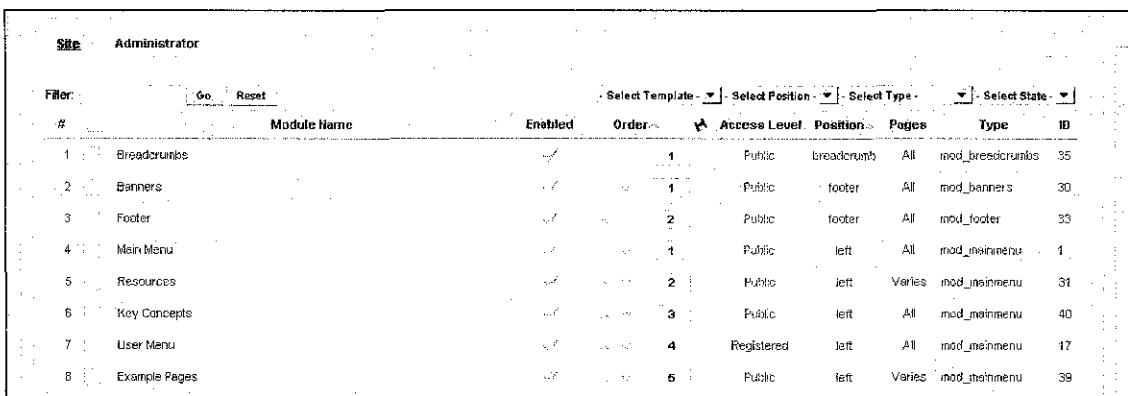 Site Administrator
Filter: Go Reset - Select Template - - Select Position - - Select Type - - Select State -
# Module Name Enabled Order Access Level Position Pages Type ID
1 Breadcrumbs 1 Public breadcrumb All mod_breadcrumbs 35
2 Banners 1 Public footer All mod_banners 30
3 Footer 2 Public footer All mod_footer 33
4 Main Menu 1 Public left All mod_mainmenu 1
5 Resources 2 Public left Varies mod_mainmenu 31
6 Key Concepts 3 Public left All mod_mainmenu 40
7 User Menu 4 Registered left All mod_mainmenu 17
8 Example Pages 5 Public left Varies mod_mainmenu 39